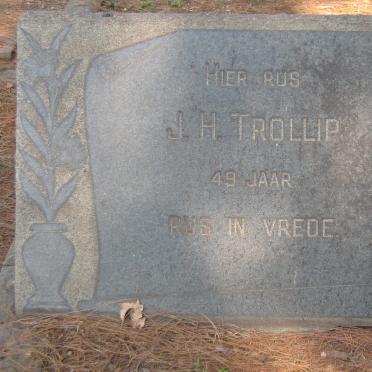 HIER RUS
J. H. TROLLIP
49 JAAR
RUS IN VREDE.